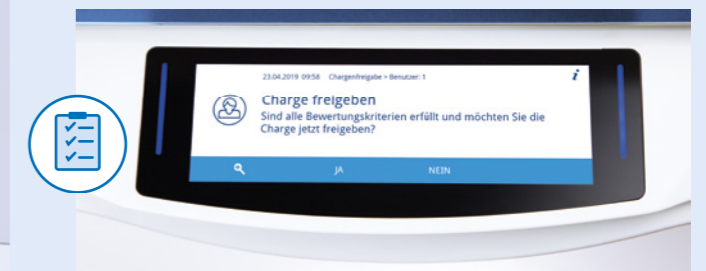 23.04.2019 09:58 Chargenfreigabe > Benutzer: 1
i
Charge freigeben
Sind alle Bewertungskriterien erfüllt und möchten Sie die
Charge jetzt freigeben?
JA NEIN